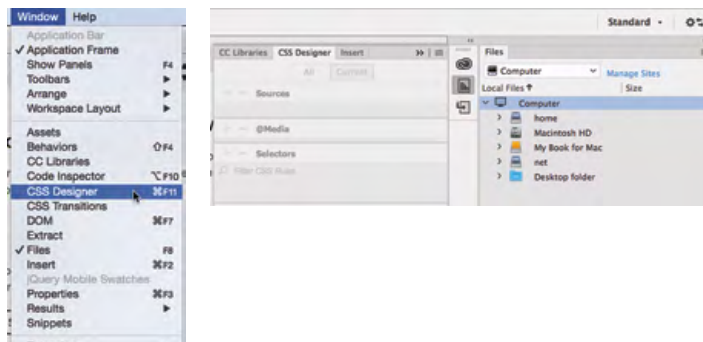 Window Help
Application Bar
✓ Application Frame
Show Panels F4
Toolbars ▶
Arrange ▶
Workspace Layout ▶
Assets
Behaviors ⇧F4
CC Libraries
Code Inspector ⌥F10
CSS Designer ⌘F11
CSS Transitions
DOM ⌘F7
Extract
✓ Files F8
Insert ⌘F2
jQuery Mobile Swatches
Properties ⌘F3
Results ▶
Snippets
Standard
CC Libraries CSS Designer Insert
All Current
Sources
@Media
Selectors
Filter CSS Rules
Files
Computer Manage Sites
Local Files Size
Computer
home
Macintosh HD
My Book for Mac
net
Desktop folder